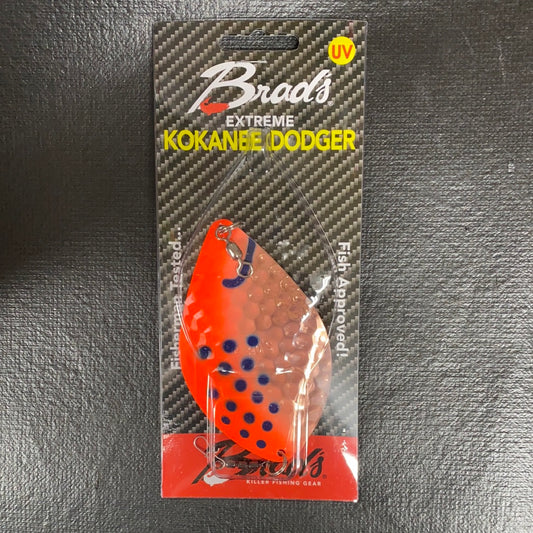 UV
Brad's®
EXTREME
KOKANEE DODGER
Fisherman Tested...
Fish Approved!
Brad's®
KILLER FISHING GEAR